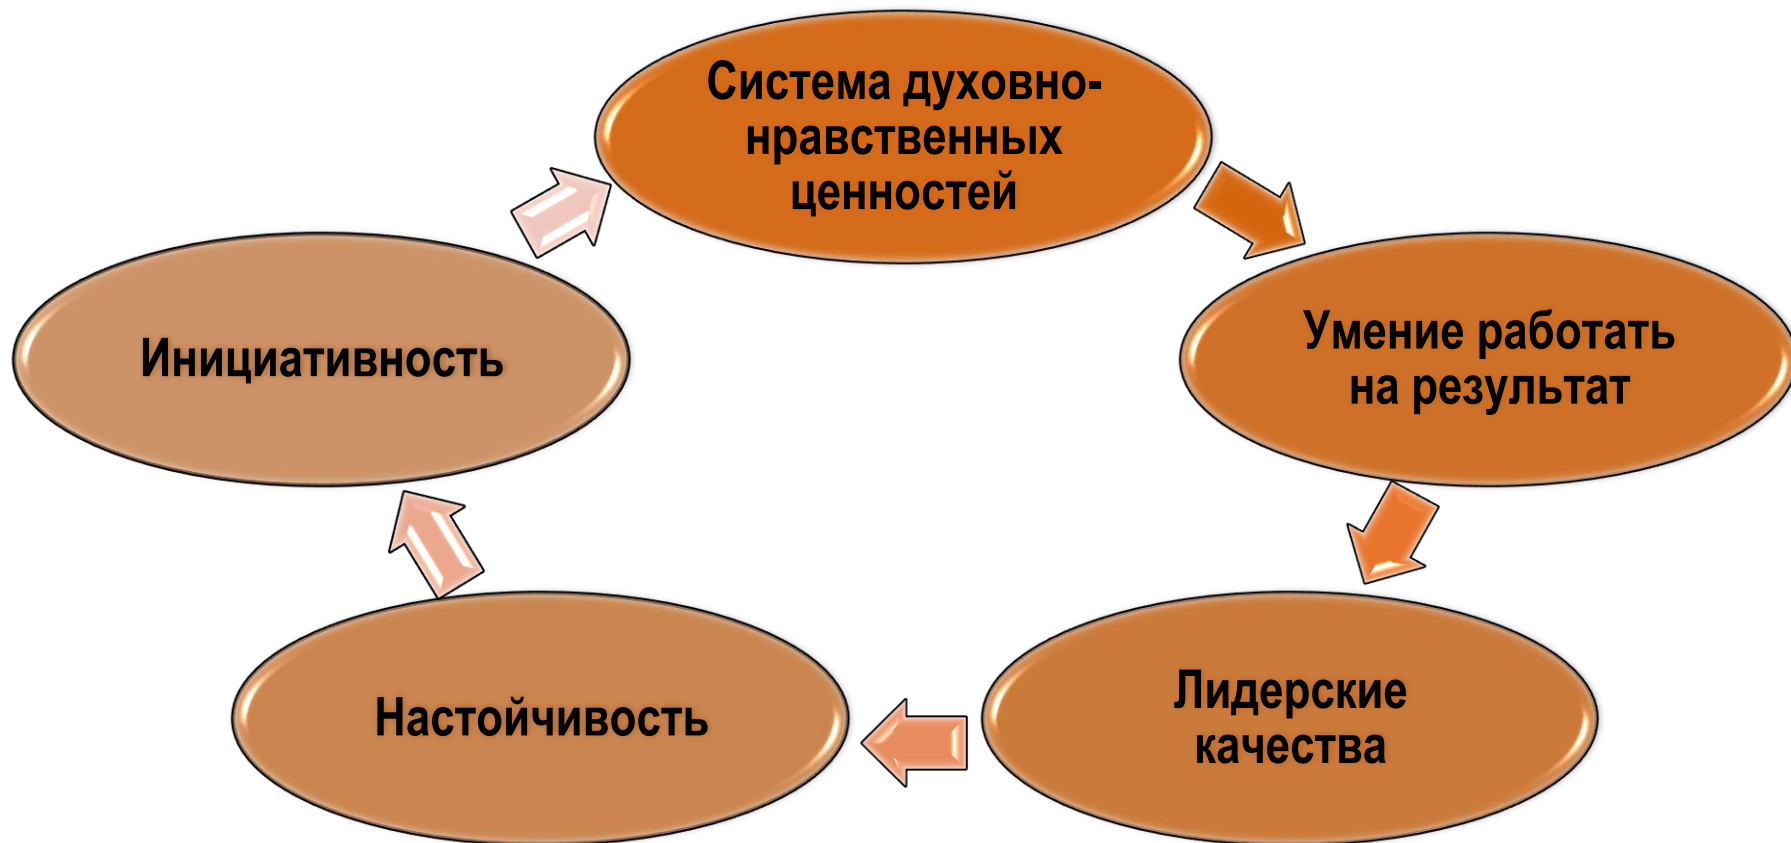 Система духовно-
нравственных
ценностей
Умение работать
на результат
Лидерские
качества
Настойчивость
Инициативность